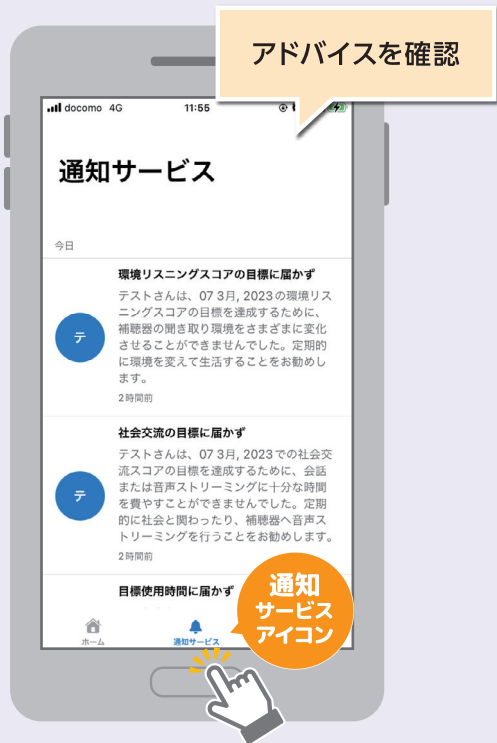 アドバイスを確認
docomo 4G 11:55
通知サービス
今日
環境リスニングスコアの目標に届かず
テストさんは、07 3月, 2023の環境リス
ニングスコアの目標を達成するために、
補聴器の聞き取り環境をさまざまに変化
させることができませんでした。定期的
に環境を変えて生活することをお勧めし
ます。
2時間前
テ
社会交流の目標に届かず
テストさんは、07 3月, 2023での社会交
流スコアの目標を達成するために、会話
または音声ストリーミングに十分な時間
を費やすことができませんでした。定期
的に社会と関わったり、補聴器へ音声ス
トリーミングを行うことをお勧めします。
2時間前
テ
目標使用時間に届かず
通知
サービス
アイコン
ホーム
通知サービス